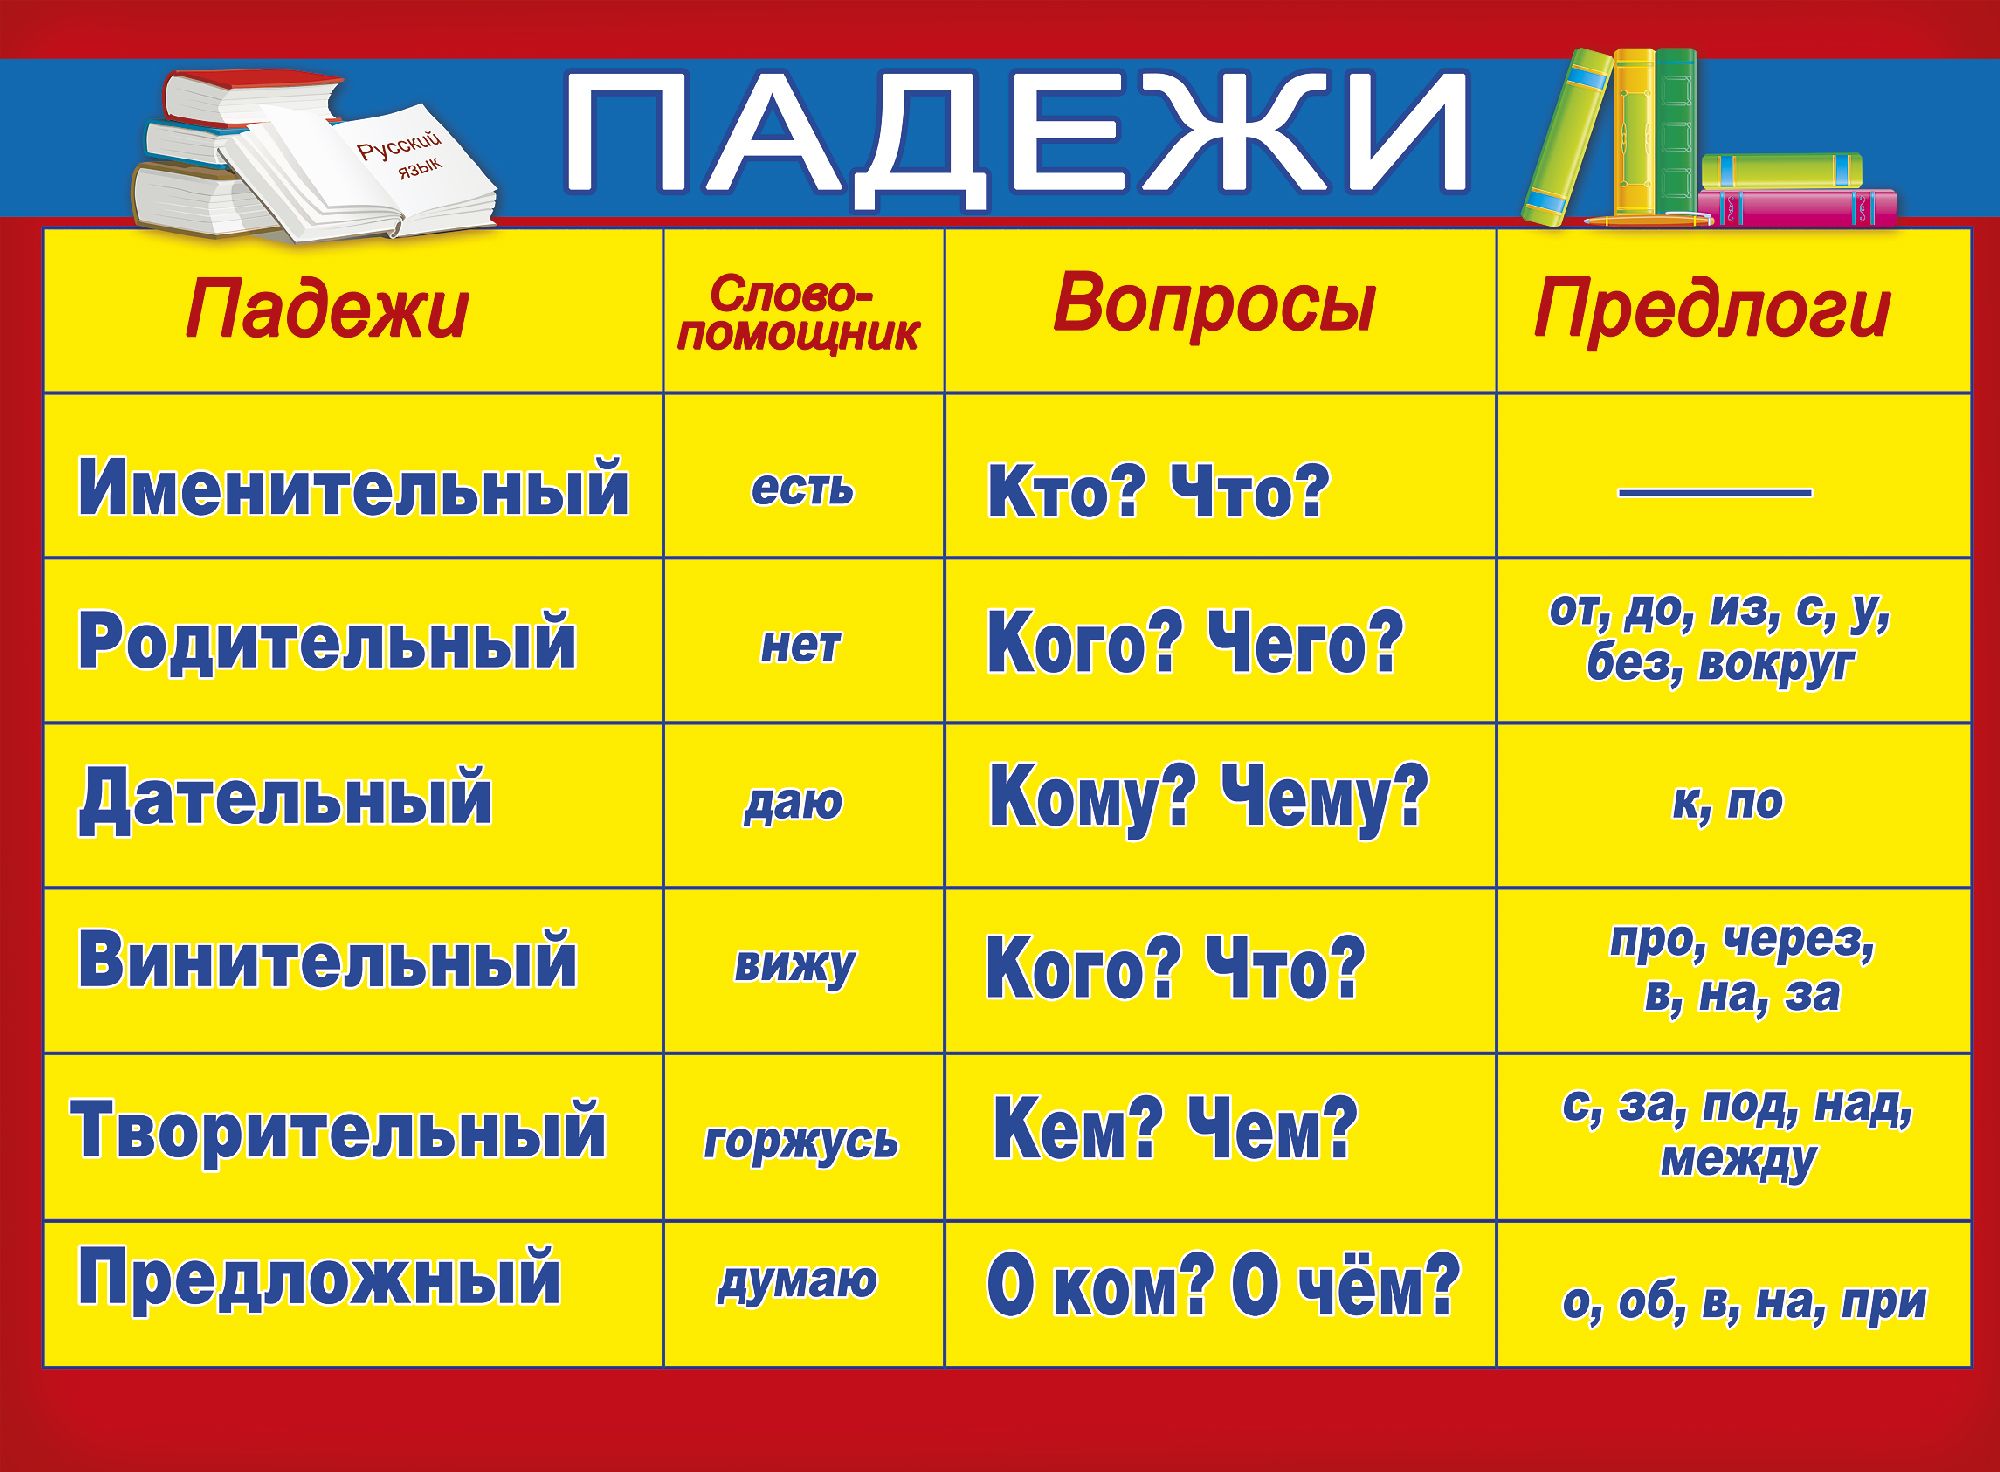 ПАДЕЖИ
Русский
язык
Падежи
Слово-
помощник
Вопросы
Предлоги
Именительный
есть
Кто? Что?
Родительный
нет
Кого? Чего?
от, до, из, с, у,
без, вокруг
Дательный
даю
Кому? Чему?
к, по
Винительный
вижу
Кого? Что?
про, через,
в, на, за
Творительный
горжусь
Кем? Чем?
с, за, под, над,
между
Предложный
думаю
О ком? О чём?
о, об, в, на, при